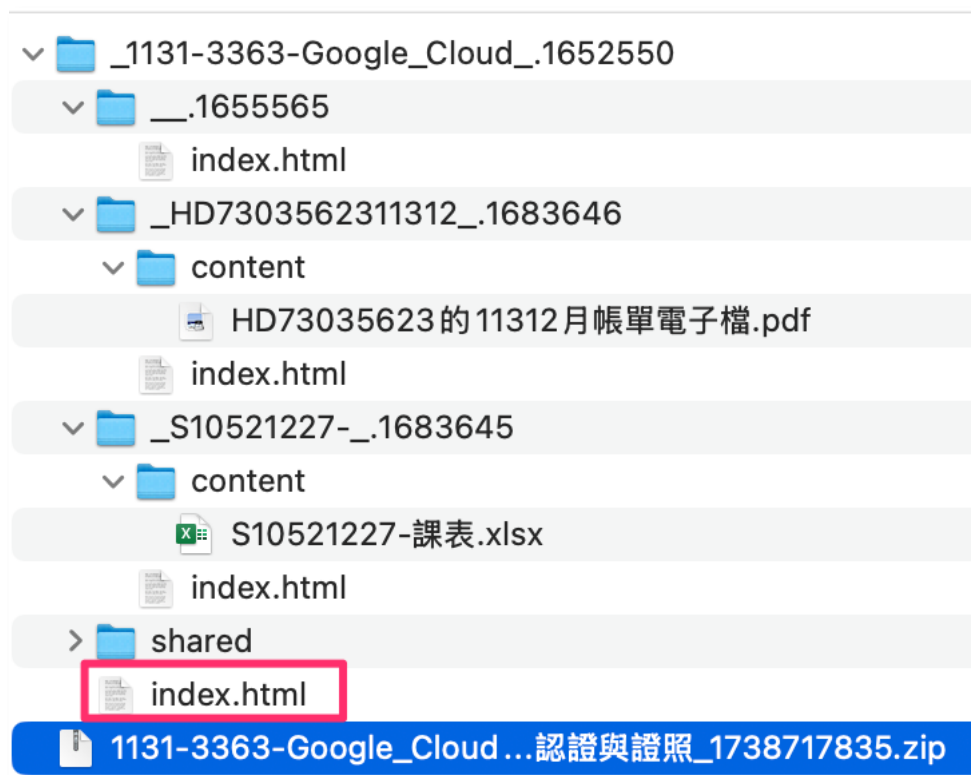 _1131-3363-Google_Cloud_.1652550
__.1655565
index.html
_HD7303562311312_.1683646
content
HD73035623的11312月帳單電子檔.pdf
index.html
_S10521227-_.1683645
content
S10521227-課表.xlsx
index.html
shared
index.html
1131-3363-Google_Cloud...認證與證照_1738717835.zip